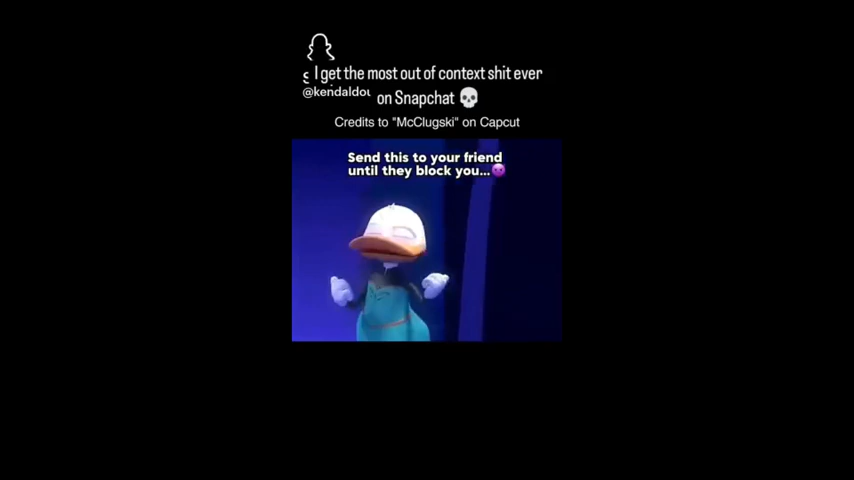 I get the most out of context shit ever
@kendaldou
on Snapchat 💀
Credits to "McClugski" on Capcut
Send this to your friend
until they block you...😈